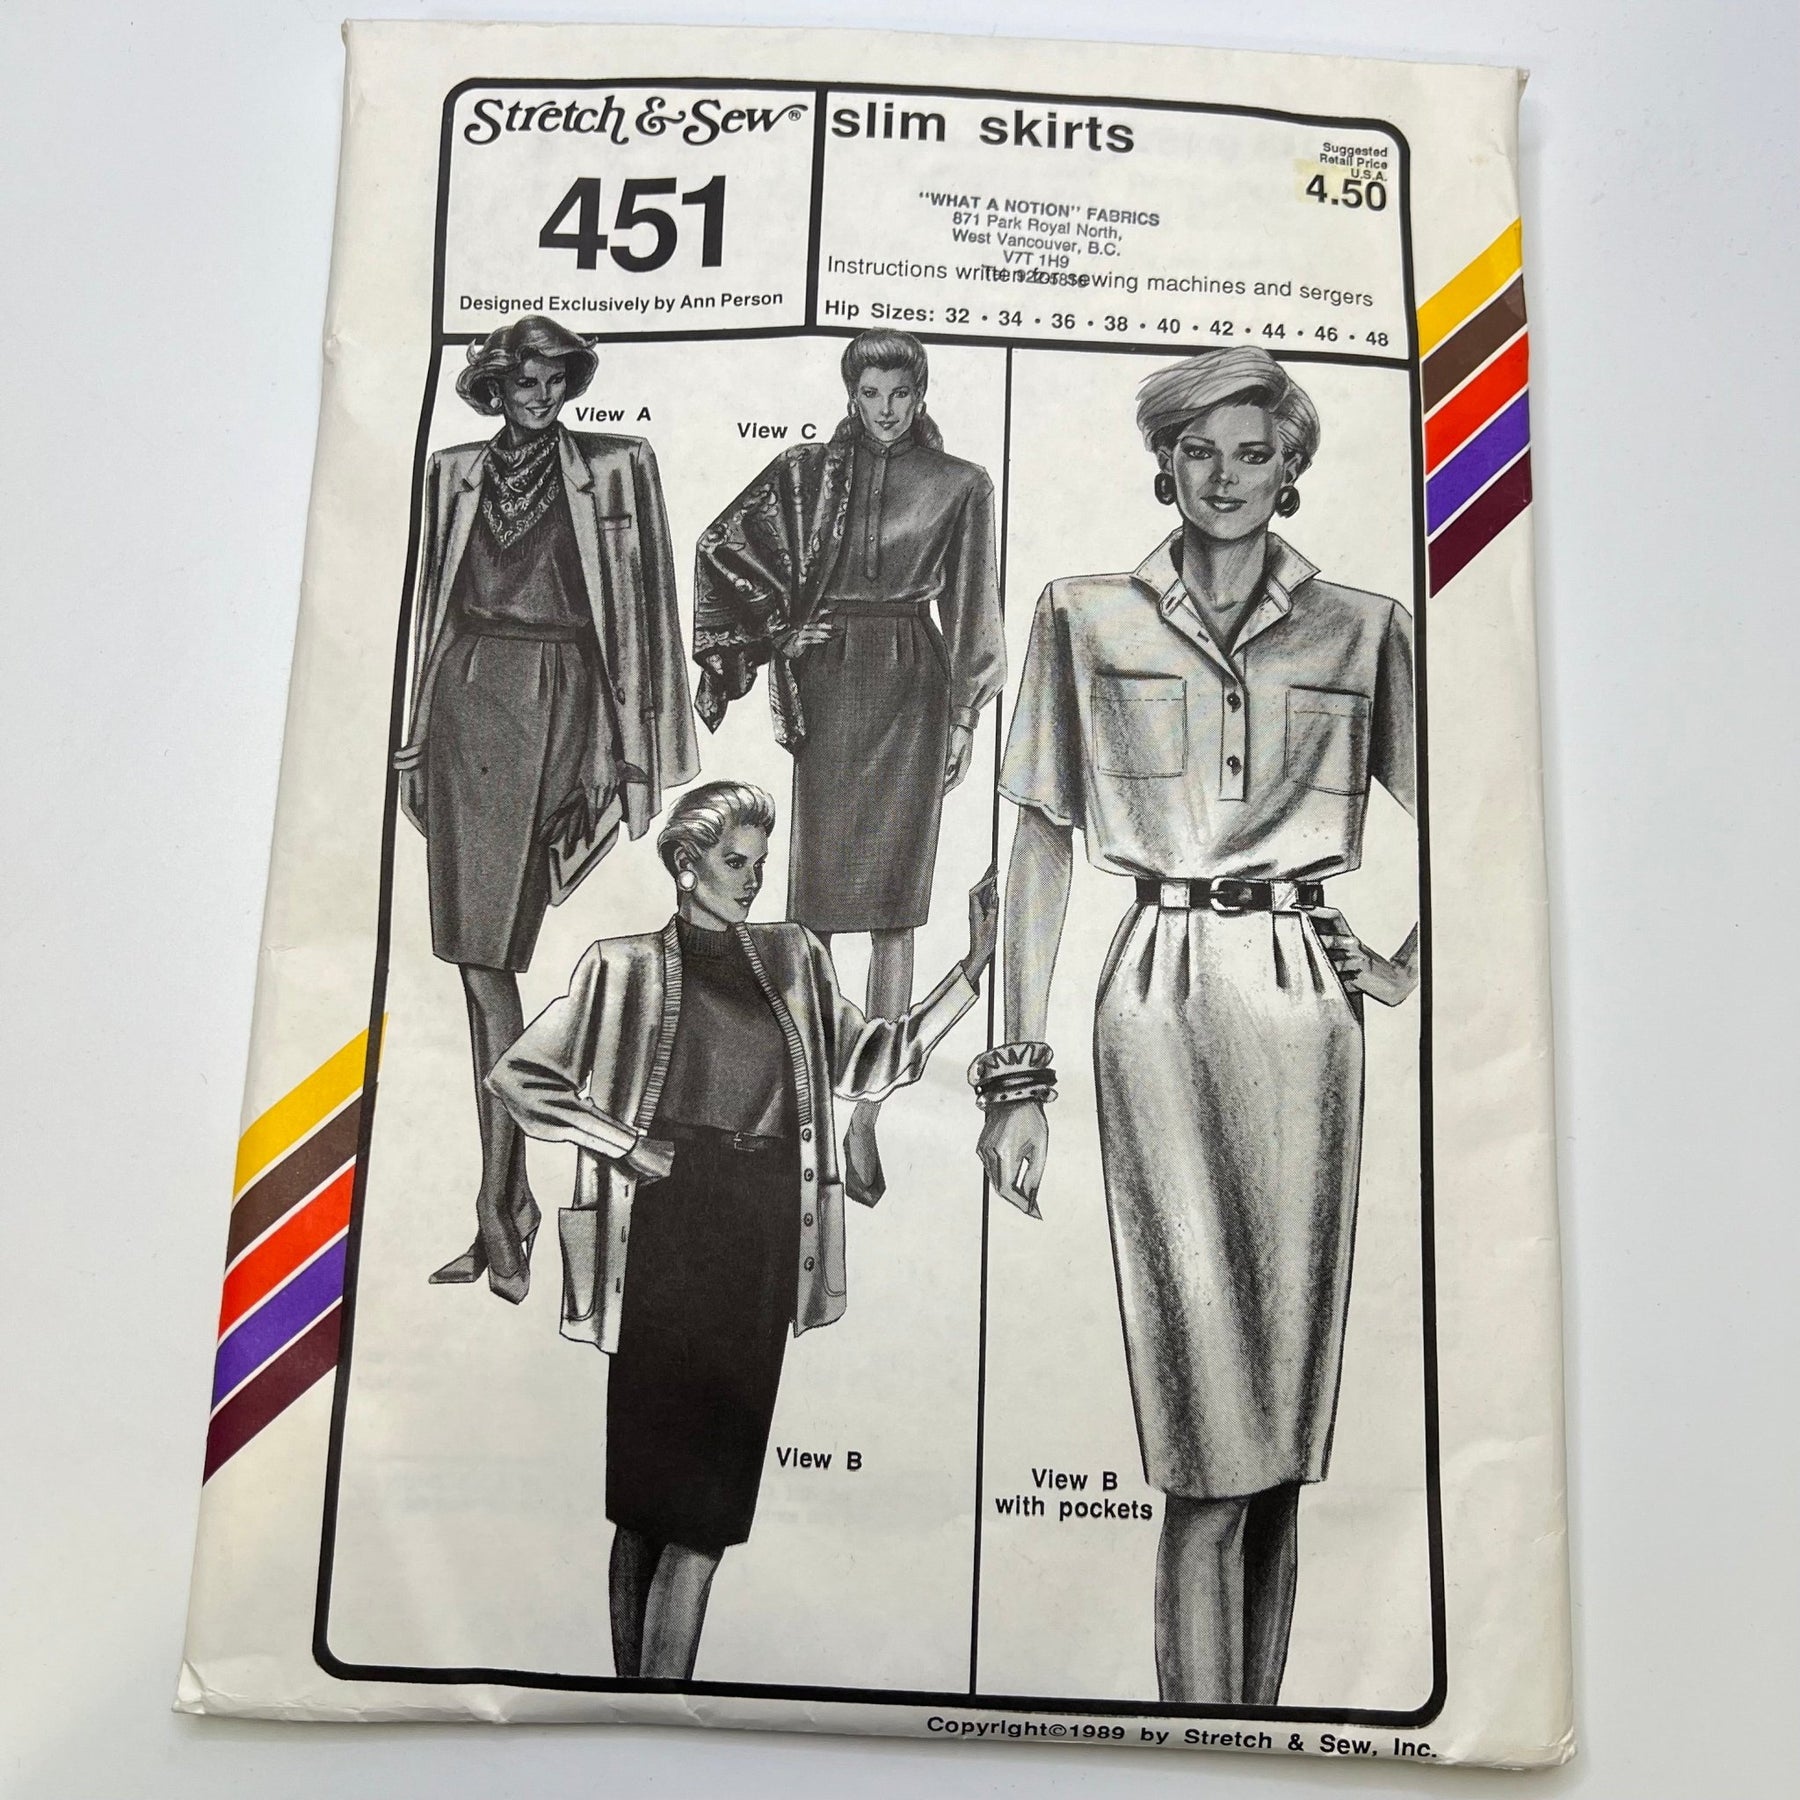 Stretch & Sew®
451
Designed Exclusively by Ann Person
slim skirts
Suggested
Retail Price
U.S.A.
4.50
"WHAT A NOTION" FABRICS
871 Park Royal North,
West Vancouver, B.C.
V7T 1H9
Instructions written for sewing machines and sergers
Hip Sizes: 32 • 34 • 36 • 38 • 40 • 42 • 44 • 46 • 48
View A
View C
View B
View B
with pockets
Copyright©1989 by Stretch & Sew, Inc.